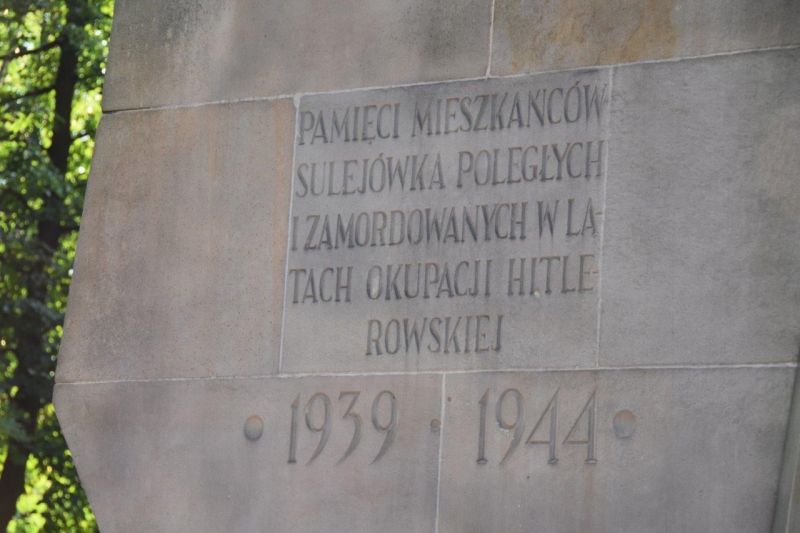 PAMIĘCI MIESZKAŃCÓW
SULEJÓWKA POLEGŁYCH
I ZAMORDOWANYCH W LA-
TACH OKUPACJI HITLE-
ROWSKIEJ
• 1939 • 1944 •